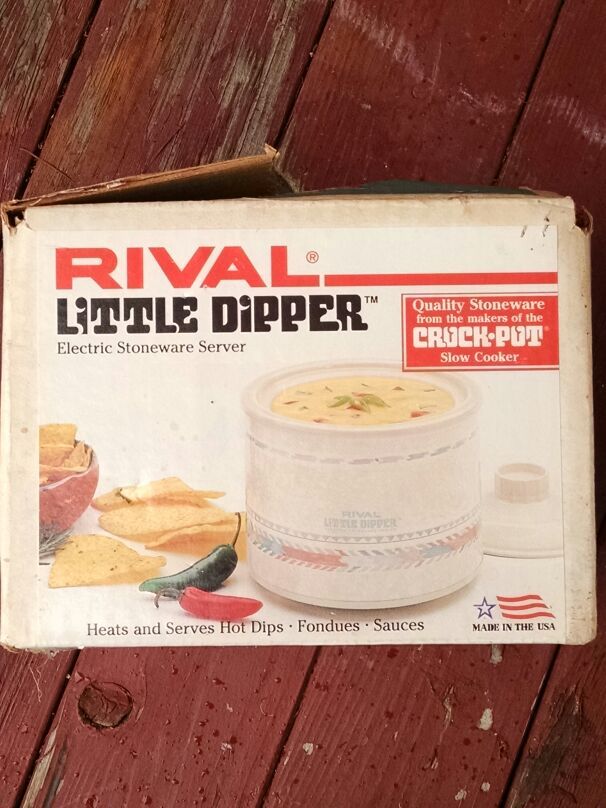 RIVAL®
LITTLE DIPPER™
Electric Stoneware Server
Quality Stoneware
from the makers of the
CROCK•POT®
Slow Cooker
RIVAL
LITTLE DIPPER
Heats and Serves Hot Dips · Fondues · Sauces
MADE IN THE USA